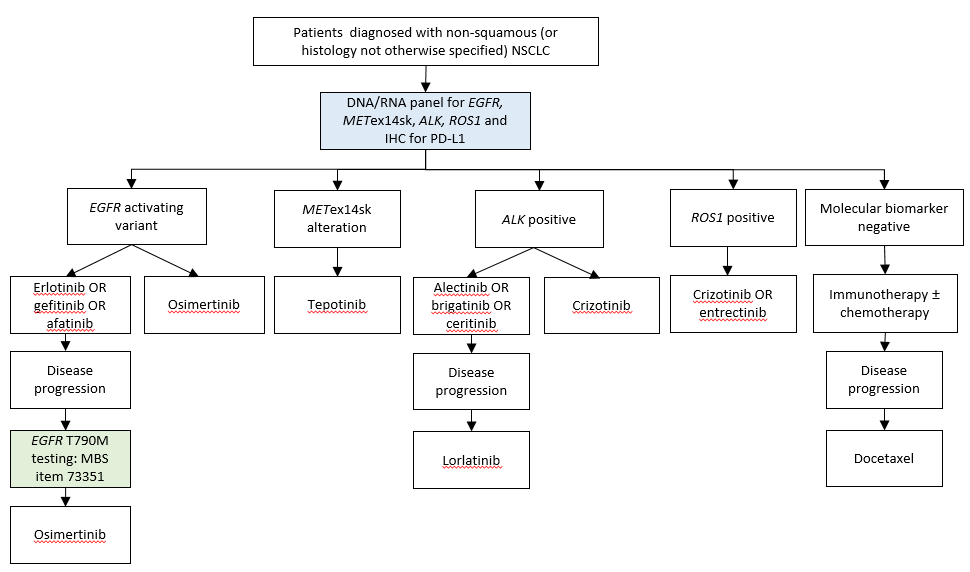 Patients diagnosed with non-squamous (or
histology not otherwise specified) NSCLC
DNA/RNA panel for EGFR,
METex14sk, ALK, ROS1 and
IHC for PD-L1
EGFR activating
variant
METex14sk
alteration
ALK positive
ROS1 positive
Molecular biomarker
negative
Erlotinib OR
gefitinib OR
afatinib
Osimertinib
Tepotinib
Alectinib OR
brigatinib OR
ceritinib
Crizotinib
Crizotinib OR
entrectinib
Immunotherapy ±
chemotherapy
Disease
progression
Disease
progression
Disease
progression
EGFR T790M
testing: MBS
item 73351
Lorlatinib
Docetaxel
Osimertinib